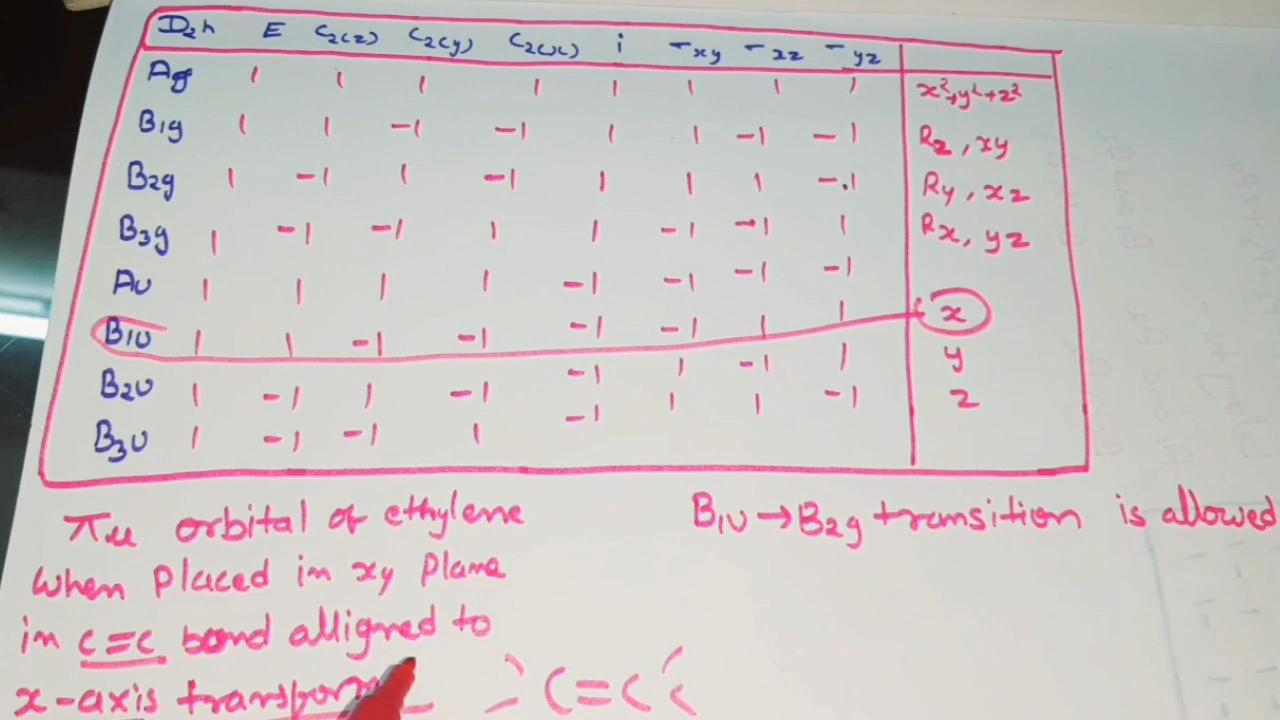 D2h E C2(z) C2(y) C2(x) i σxy σxz σyz
Ag 1 1 1 1 1 1 1 1 x²+y²+z²
B1g 1 1 -1 -1 1 1 -1 -1 Rz, xy
B2g 1 -1 1 -1 1 1 1 -1 Ry, xz
B3g 1 -1 -1 1 1 -1 -1 1 Rx, yz
AU 1 1 1 1 -1 -1 -1 -1
B1U 1 1 -1 -1 -1 -1 1 1 x
B2U 1 -1 1 -1 -1 1 -1 1 y
B3U 1 -1 -1 1 -1 1 1 -1 z
πu orbital of ethylene
when placed in xy plane
in C=C bond alligned to
x-axis
B1U → B2g transition is allowed
C=C